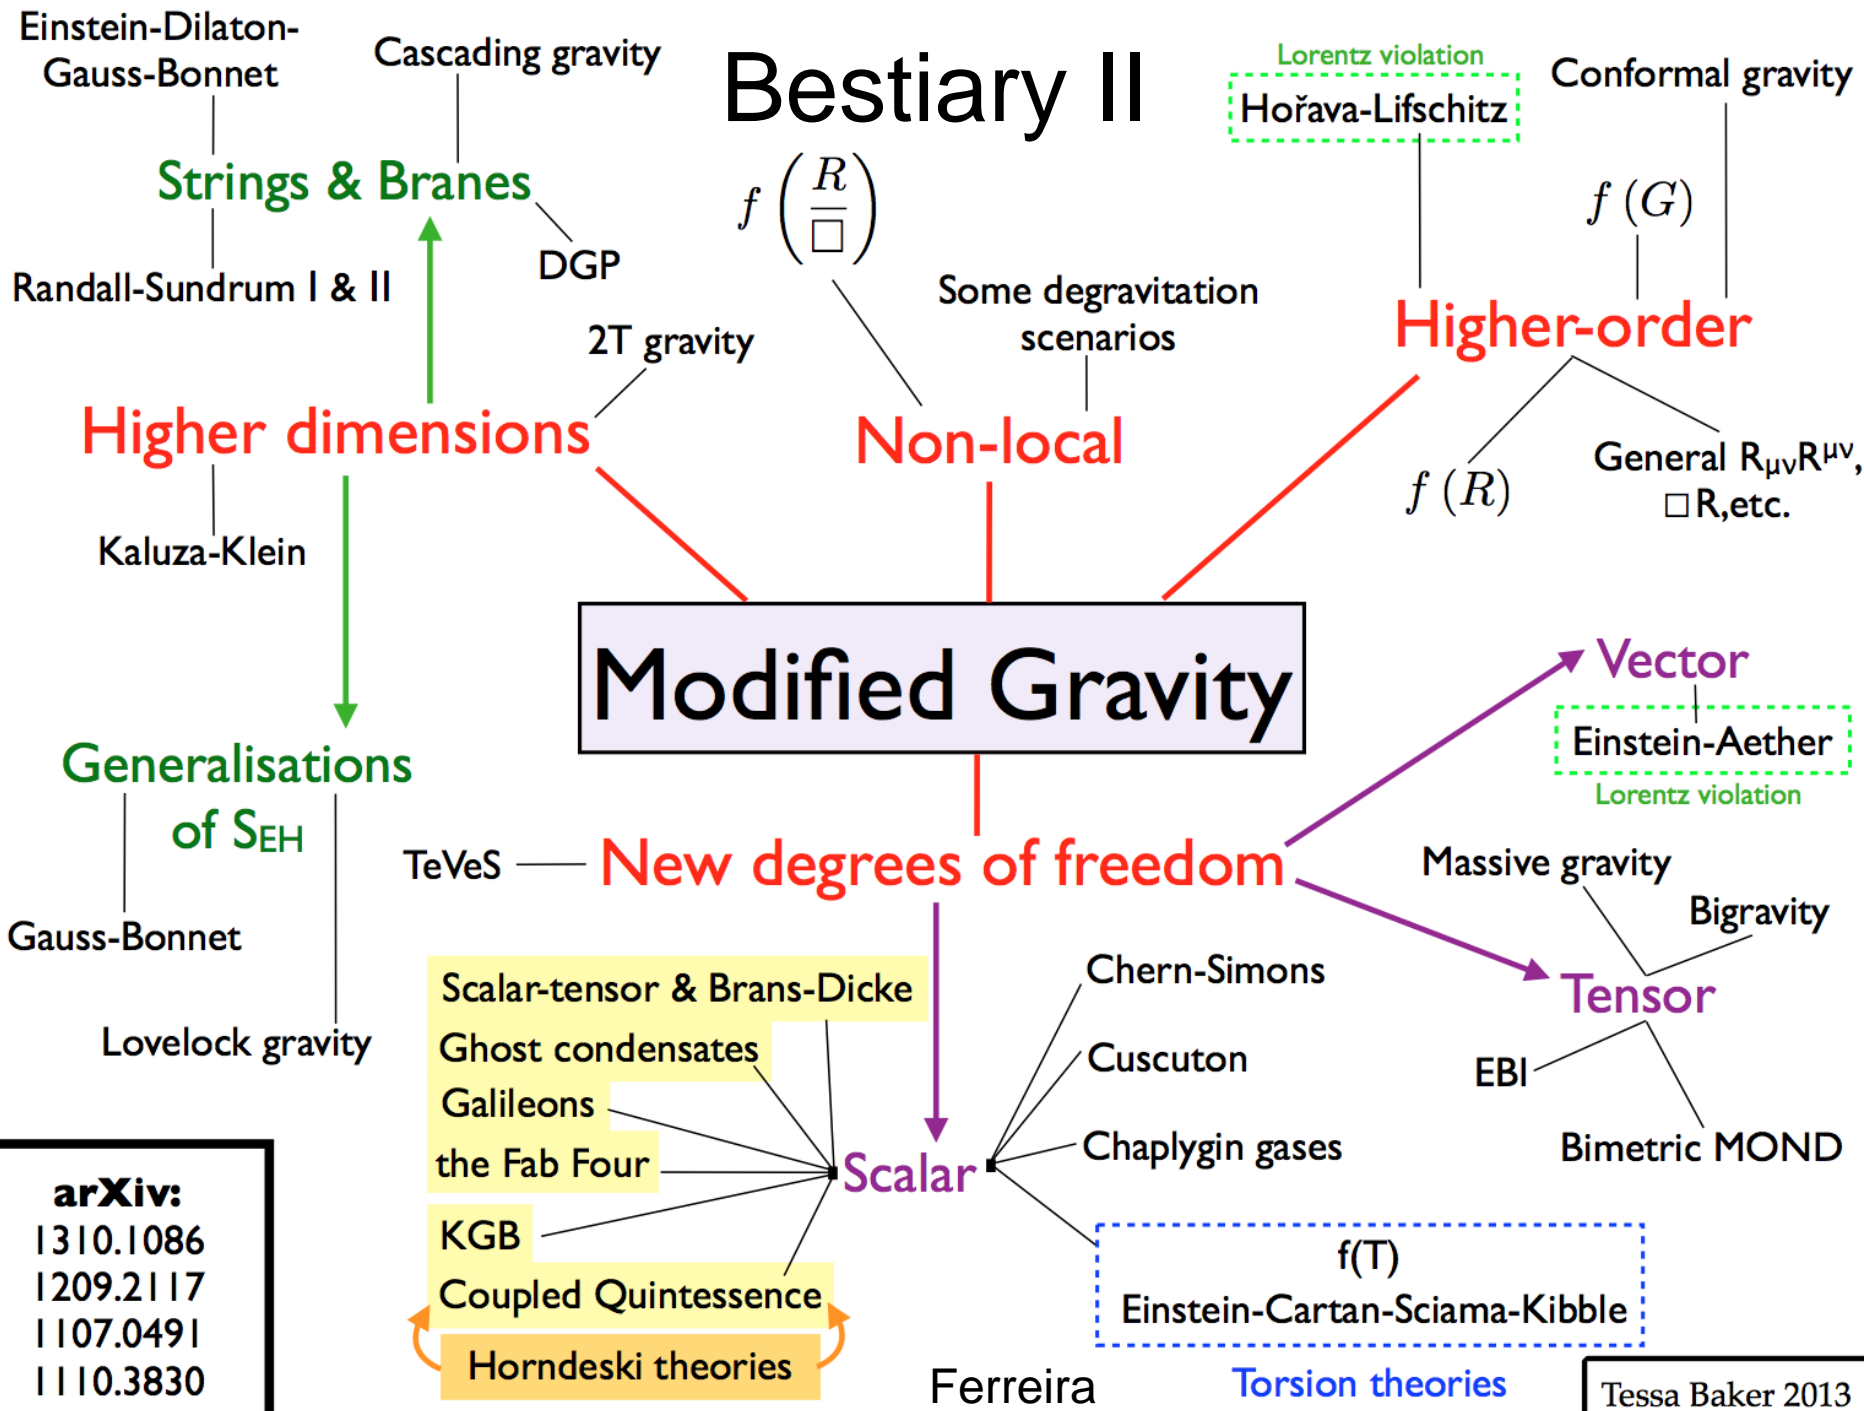 Bestiary II
Einstein-Dilaton-
Gauss-Bonnet
Cascading gravity
Strings & Branes
Randall-Sundrum I & II
DGP
2T gravity
Higher dimensions
Kaluza-Klein
f (R/□)
Some degravitation
scenarios
Non-local
Lorentz violation
Hořava-Lifschitz
Conformal gravity
f (G)
Higher-order
f (R)
General RμνRμν,
□R,etc.
Modified Gravity
Generalisations
of SEH
Gauss-Bonnet
Lovelock gravity
TeVeS
New degrees of freedom
Vector
Einstein-Aether
Lorentz violation
Massive gravity
Bigravity
Tensor
EBI
Bimetric MOND
Scalar-tensor & Brans-Dicke
Ghost condensates
Galileons
the Fab Four
KGB
Coupled Quintessence
Horndeski theories
Scalar
Chern-Simons
Cuscuton
Chaplygin gases
f(T)
Einstein-Cartan-Sciama-Kibble
Torsion theories
arXiv:
1310.1086
1209.2117
1107.0491
1110.3830
Ferreira
Tessa Baker 2013